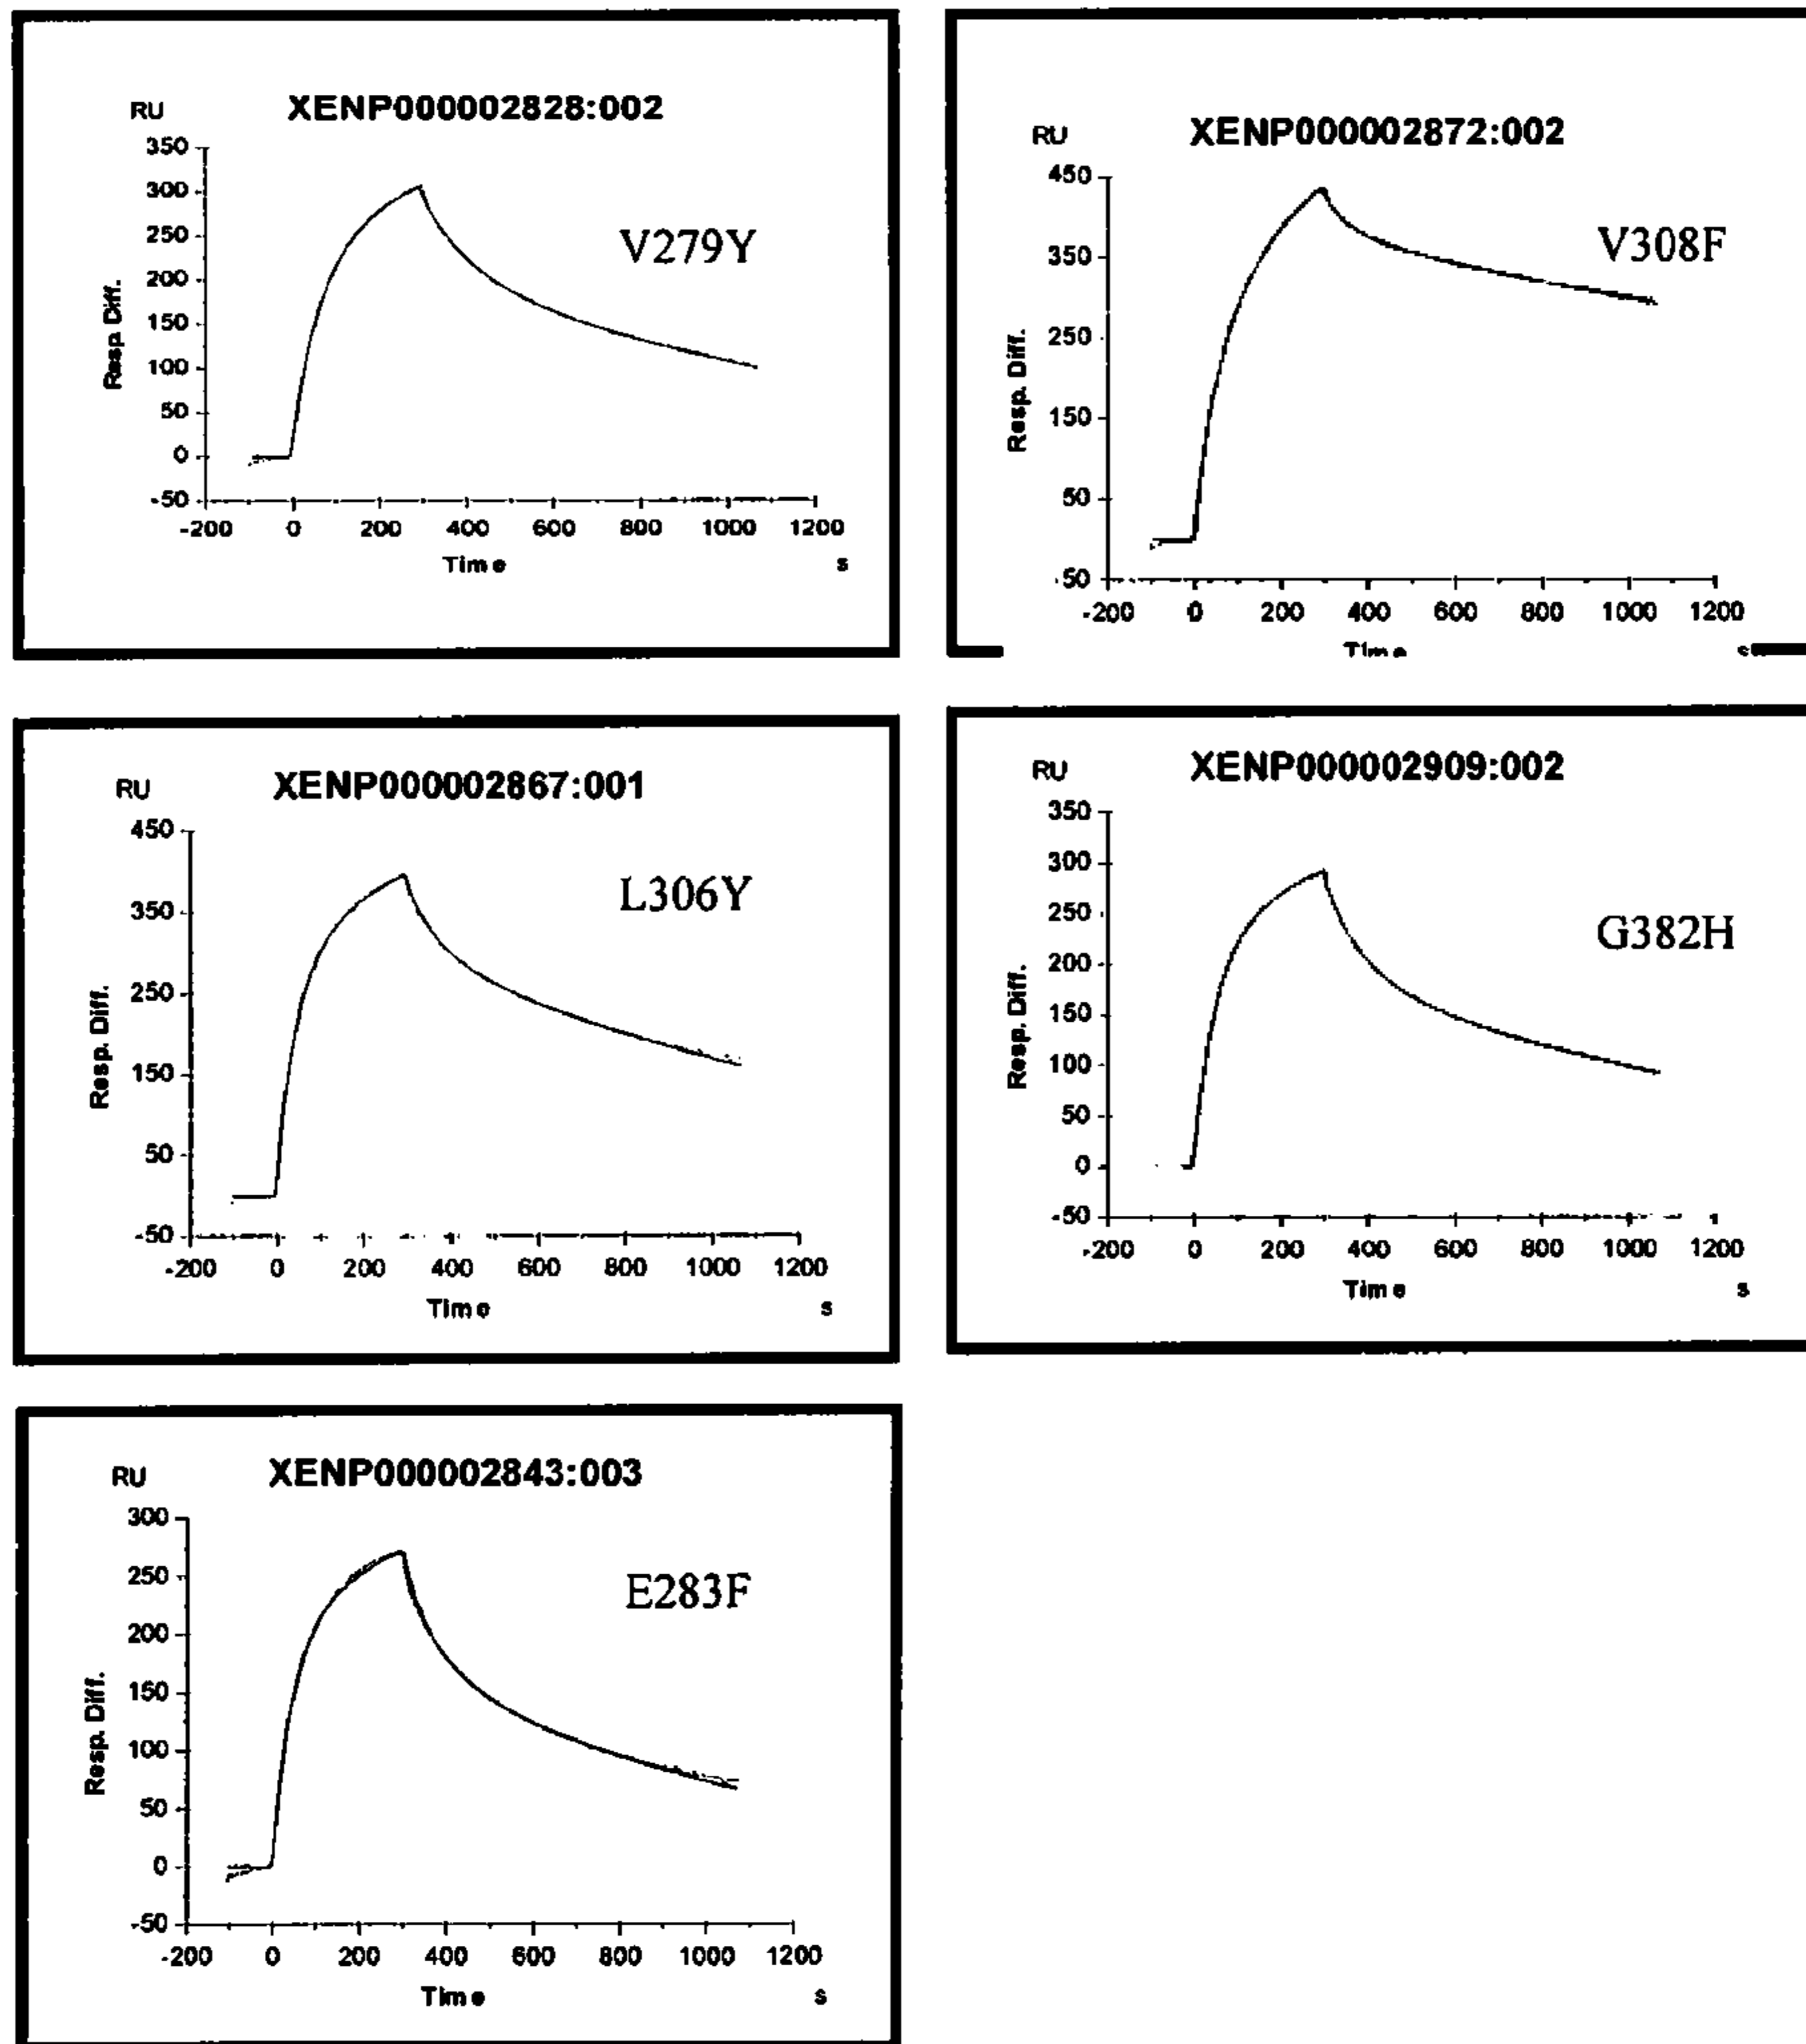 RU XENP000002828:002
350
300
250
200
150
100
50
0
-50
Resp. Diff.
V279Y
-200 0 200 400 600 800 1000 1200
Time s
RU XENP000002872:002
450
350
250
150
50
-50
Resp. Diff.
V308F
-200 0 200 400 600 800 1000 1200
Time
RU XENP000002867:001
450
350
250
150
50
-50
Resp. Diff.
L306Y
-200 0 200 400 600 800 1000 1200
Time s
RU XENP000002909:002
350
300
250
200
150
100
50
0
-50
Resp. Diff.
G382H
-200 0 200 400 600 800 1000 1200
Time s
RU XENP000002843:003
300
250
200
150
100
50
0
-50
Resp. Diff.
E283F
-200 0 200 400 600 800 1000 1200
Time s